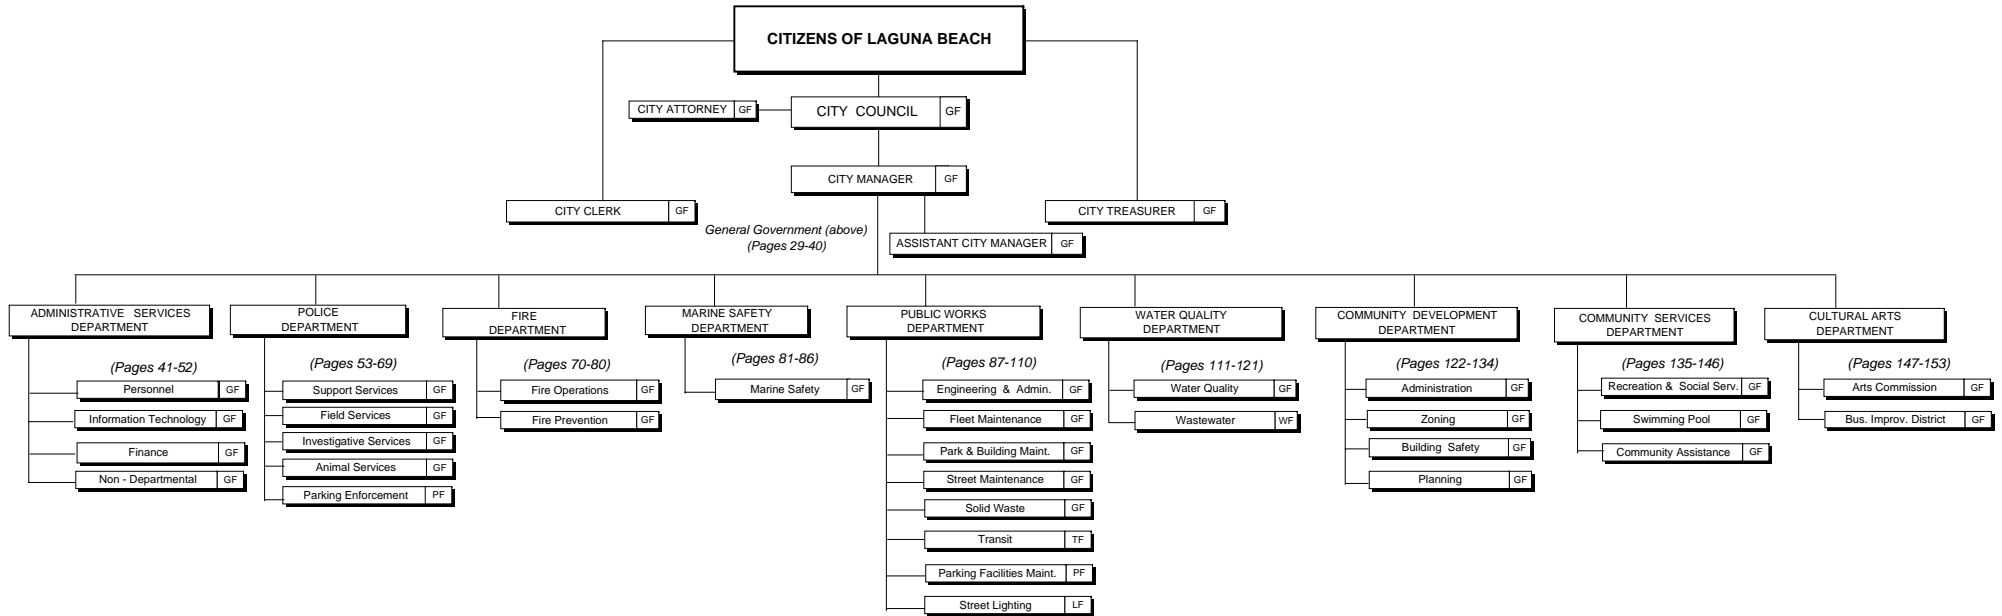 CITIZENS OF LAGUNA BEACH
CITY ATTORNEY GF
CITY COUNCIL GF
CITY MANAGER GF
CITY CLERK GF
CITY TREASURER GF
General Government (above)
(Pages 29-40)
ASSISTANT CITY MANAGER GF
ADMINISTRATIVE SERVICES
DEPARTMENT
(Pages 41-52)
Personnel GF
Information Technology GF
Finance GF
Non - Departmental GF
POLICE
DEPARTMENT
(Pages 53-69)
Support Services GF
Field Services GF
Investigative Services GF
Animal Services GF
Parking Enforcement PF
FIRE
DEPARTMENT
(Pages 70-80)
Fire Operations GF
Fire Prevention GF
MARINE SAFETY
DEPARTMENT
(Pages 81-86)
Marine Safety GF
PUBLIC WORKS
DEPARTMENT
(Pages 87-110)
Engineering & Admin. GF
Fleet Maintenance GF
Park & Building Maint. GF
Street Maintenance GF
Solid Waste GF
Transit TF
Parking Facilities Maint. PF
Street Lighting LF
WATER QUALITY
DEPARTMENT
(Pages 111-121)
Water Quality GF
Wastewater WF
COMMUNITY DEVELOPMENT
DEPARTMENT
(Pages 122-134)
Administration GF
Zoning GF
Building Safety GF
Planning GF
COMMUNITY SERVICES
DEPARTMENT
(Pages 135-146)
Recreation & Social Serv. GF
Swimming Pool GF
Community Assistance GF
CULTURAL ARTS
DEPARTMENT
(Pages 147-153)
Arts Commission GF
Bus. Improv. District GF